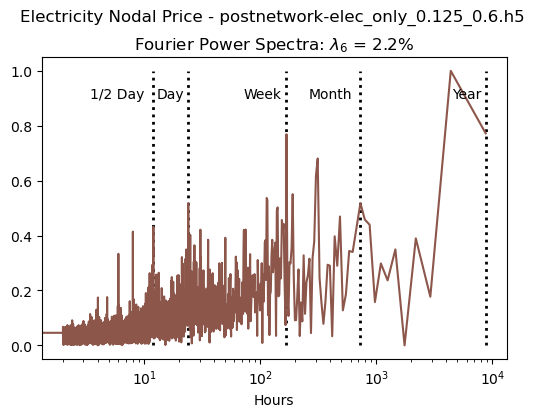 Electricity Nodal Price - postnetwork-elec_only_0.125_0.6.h5
Fourier Power Spectra: λ₆ = 2.2%
1/2 Day Day Week Month Year
1.0
0.8
0.6
0.4
0.2
0.0
10¹ 10² 10³ 10⁴
Hours